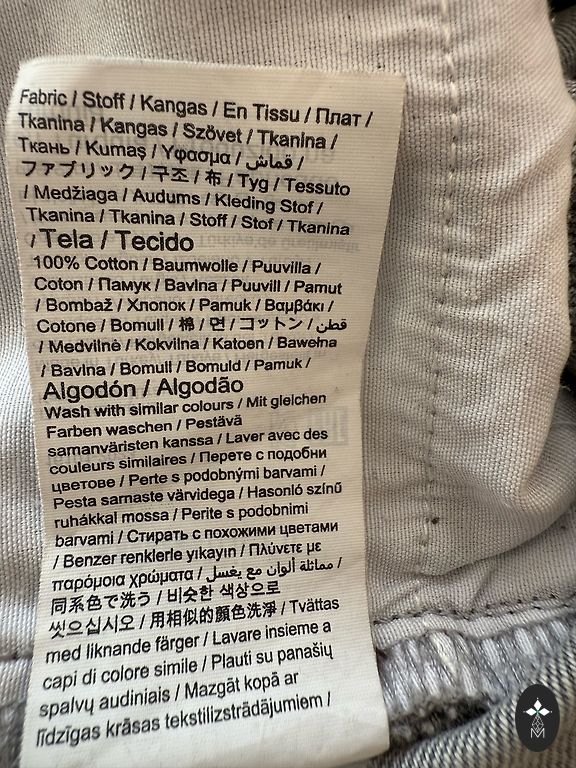 Fabric / Stoff / Kangas / En Tissu / Плат /
Tkanina / Kangas / Szövet / Tkanina /
Ткань / Kumaş / Υφασμα / قماش /
ファブリック / 구조 / 布 / Tyg / Tessuto
/ Medžiaga / Audums / Kleding Stof /
Tkanina / Tkanina / Stoff / Stof / Tkanina
/ Tela / Tecido
100% Cotton / Baumwolle / Puuvilla /
Coton / Памук / Bavlna / Puuvill / Pamut
/ Bombaž / Хлопок / Pamuk / Βαμβάκι /
Cotone / Bomull / 棉 / 면 / コットン / قطن
/ Medvilnė / Kokvilna / Katoen / Bawełna
/ Bavlna / Bomull / Bomuld / Pamuk /
Algodón / Algodão
Wash with similar colours / Mit gleichen
Farben waschen / Pestävä
samanväristen kanssa / Laver avec des
couleurs similaires / Перете с подобни
цветове / Perte s podobnými barvami /
Pesta sarnaste värvidega / Hasonló színű
ruhákkal mossa / Perite s podobnimi
barvami / Стирать с похожими цветами
/ Benzer renklerle yıkayın / Πλύνετε με
παρόμοια χρώματα / مماثلة ألوان مع يغسل /
同系色で洗う / 비슷한 색상으로
씻으십시오 / 用相似的顏色洗淨 / Tvättas
med liknande färger / Lavare insieme a
capi di colore simile / Plauti su panašių
spalvų audiniais / Mazgāt kopā ar
līdzīgas krāsas tekstilizstrādājumiem /
M